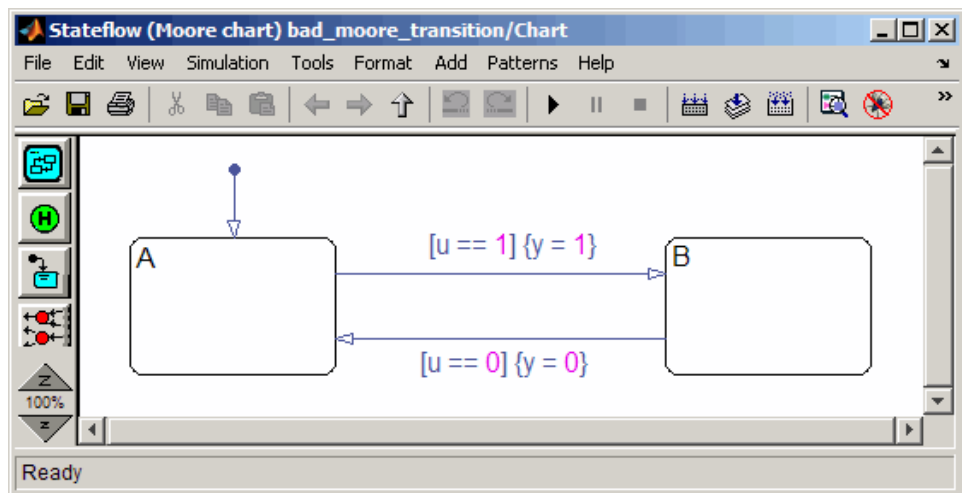 Stateflow (Moore chart) bad_moore_transition/Chart
File Edit View Simulation Tools Format Add Patterns Help
»
H
A
[u == 1] {y = 1}
B
[u == 0] {y = 0}
Z
100%
z
Ready